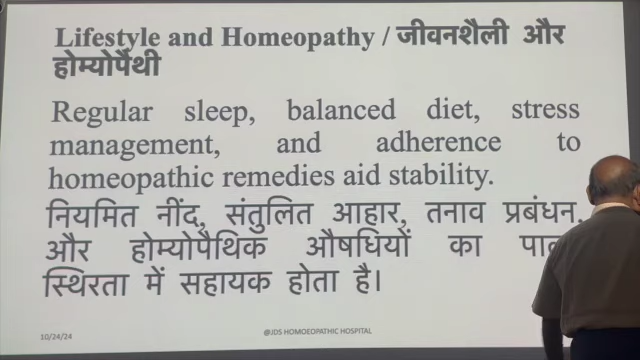 Lifestyle and Homeopathy / जीवनशैली और
होम्योपैथी
Regular sleep, balanced diet, stress
management, and adherence to
homeopathic remedies aid stability.
नियमित नींद, संतुलित आहार, तनाव प्रबंधन,
और होम्योपैथिक औषधियों का
स्थिरता में सहायक होता है।
10/24/24
@JDS HOMOEOPATHIC HOSPITAL